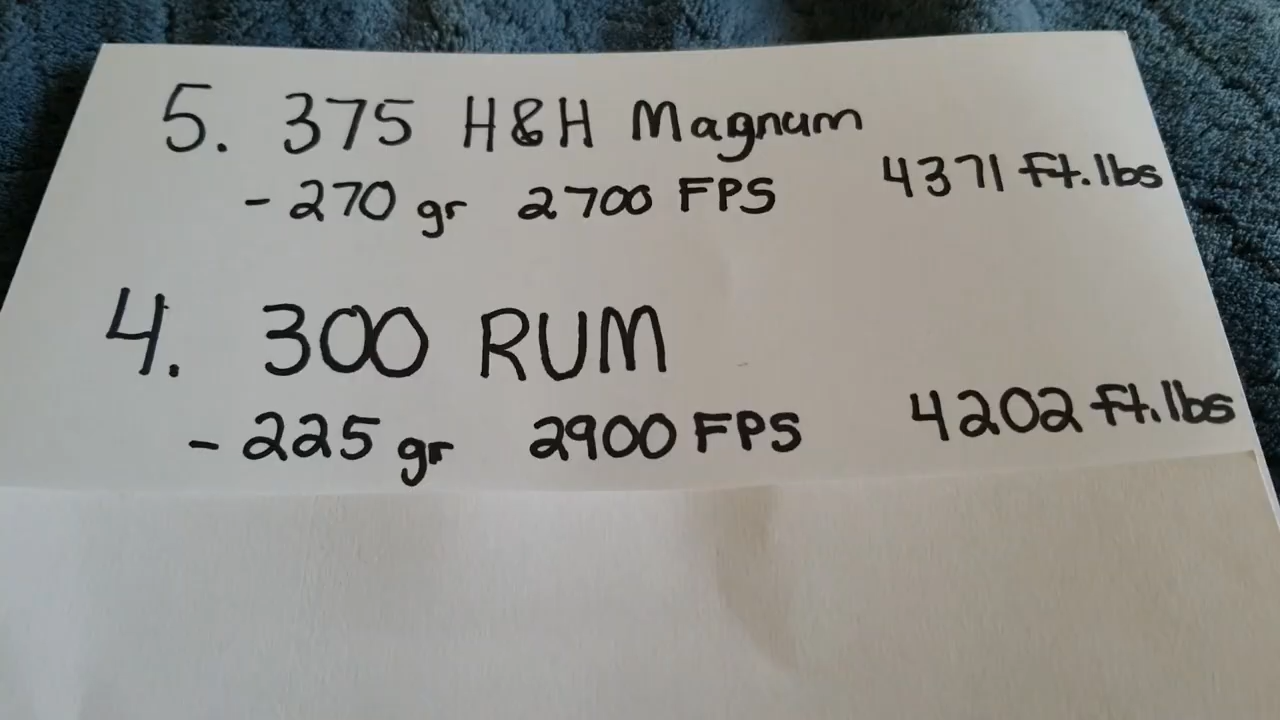 5. 375 H&H Magnum
- 270 gr 2700 FPS 4371 ft.lbs
4. 300 RUM
- 225 gr 2900 FPS 4202 ft.lbs